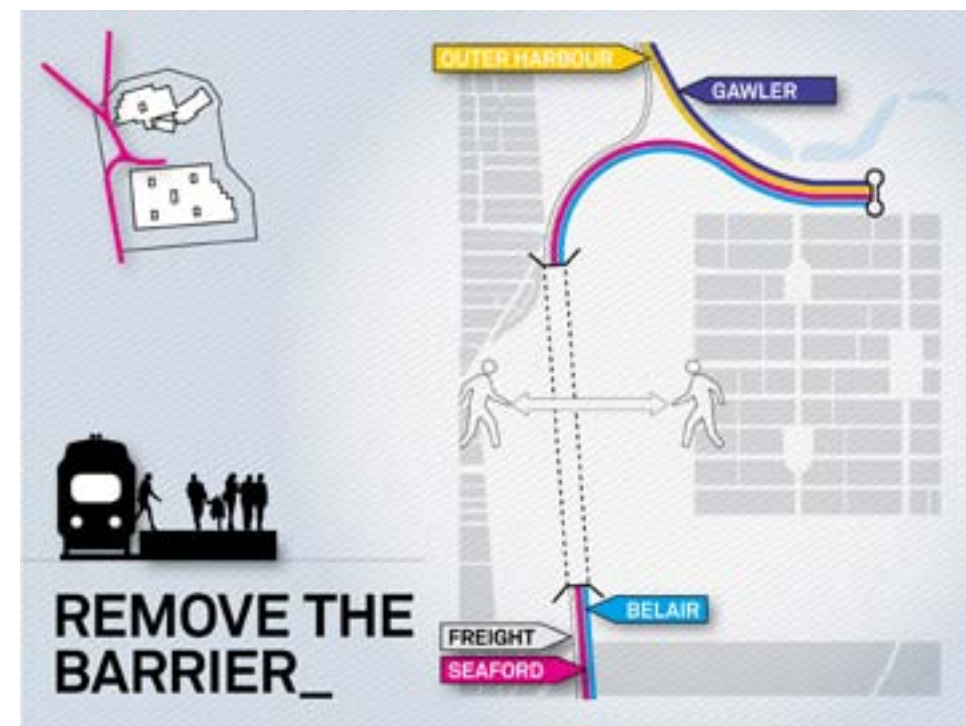 OUTER HARBOUR
GAWLER
BELAIR
FREIGHT
SEAFORD
REMOVE THE
BARRIER_